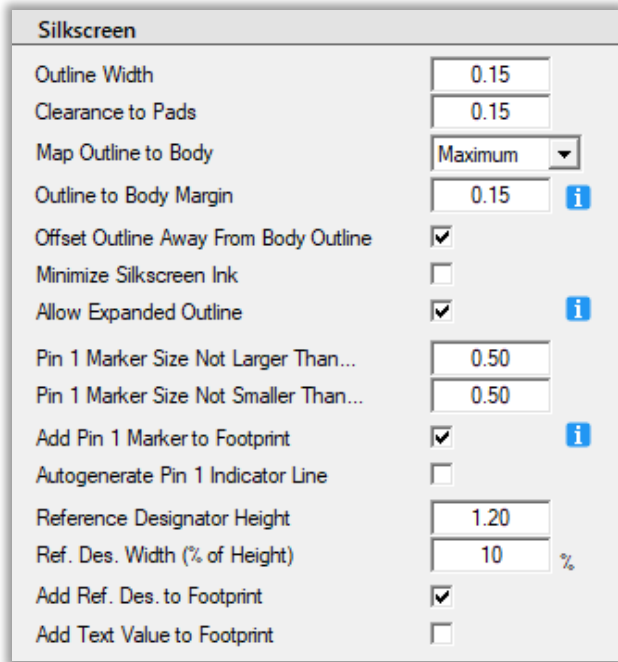 Silkscreen
Outline Width 0.15
Clearance to Pads 0.15
Map Outline to Body Maximum
Outline to Body Margin 0.15 i
Offset Outline Away From Body Outline
Minimize Silkscreen Ink
Allow Expanded Outline i
Pin 1 Marker Size Not Larger Than... 0.50
Pin 1 Marker Size Not Smaller Than... 0.50
Add Pin 1 Marker to Footprint i
Autogenerate Pin 1 Indicator Line
Reference Designator Height 1.20
Ref. Des. Width (% of Height) 10 %
Add Ref. Des. to Footprint
Add Text Value to Footprint